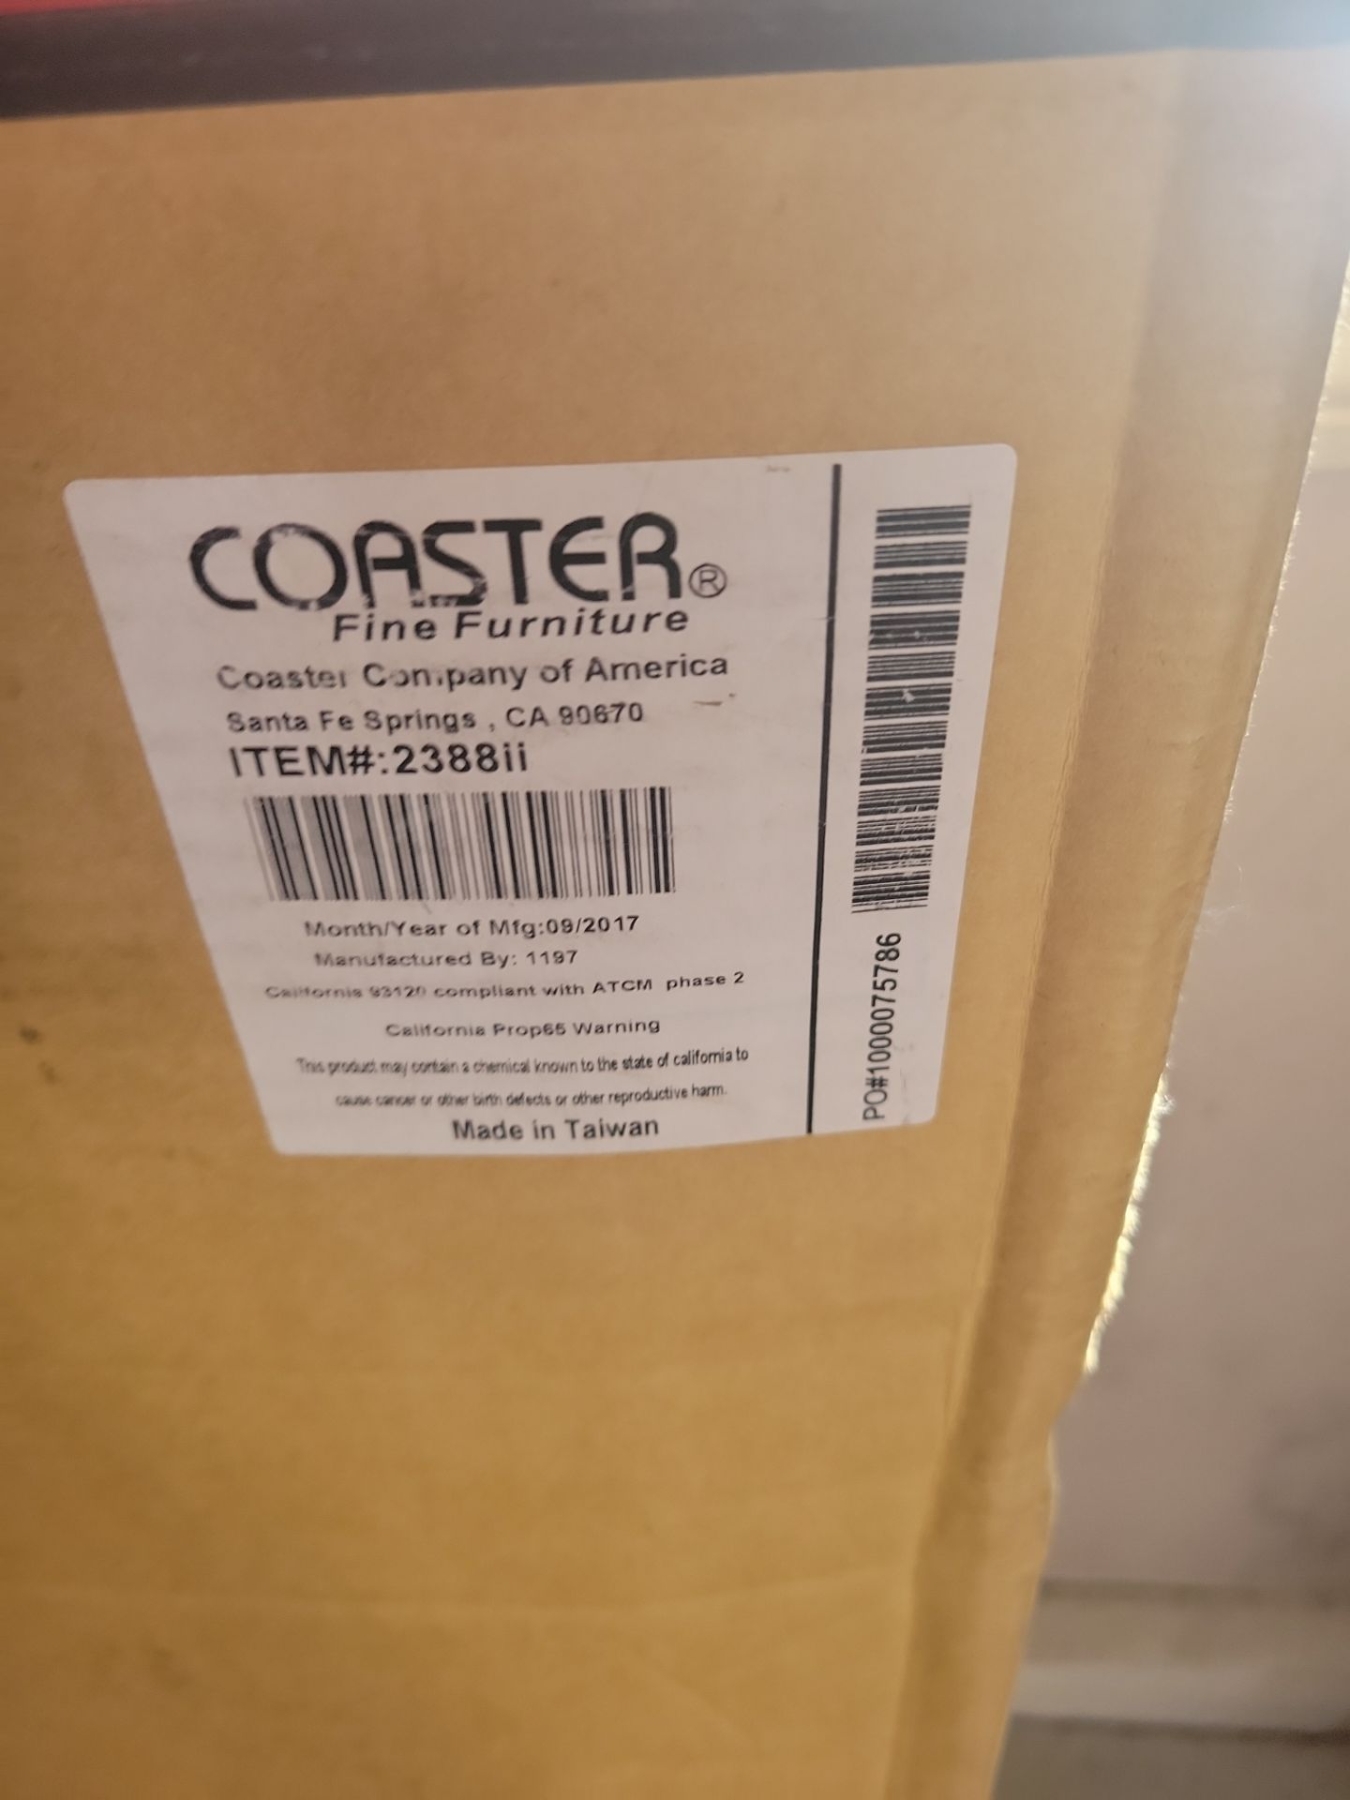 COASTER®
Fine Furniture
Coaster Company of America
Santa Fe Springs , CA 90670
ITEM#:2388ii
Month/Year of Mfg:09/2017
Manufactured By: 1197
California 93120 compliant with ATCM phase 2
California Prop65 Warning
This product may contain a chemical known to the state of california to
cause cancer or other birth defects or other reproductive harm.
Made in Taiwan
PO#1000075786